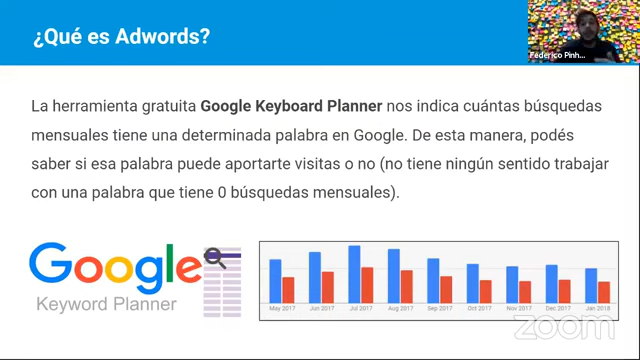 ¿Qué es Adwords?
Federico Pinh...
La herramienta gratuita Google Keyboard Planner nos indica cuántas búsquedas
mensuales tiene una determinada palabra en Google. De esta manera, podés
saber si esa palabra puede aportarte visitas o no (no tiene ningún sentido trabajar
con una palabra que tiene 0 búsquedas mensuales).
Google
Keyword Planner
May 2017 Jun 2017 Jul 2017 Aug 2017 Sep 2017 Oct 2017 Nov 2017 Dec 2017 Jan 2018
zoom